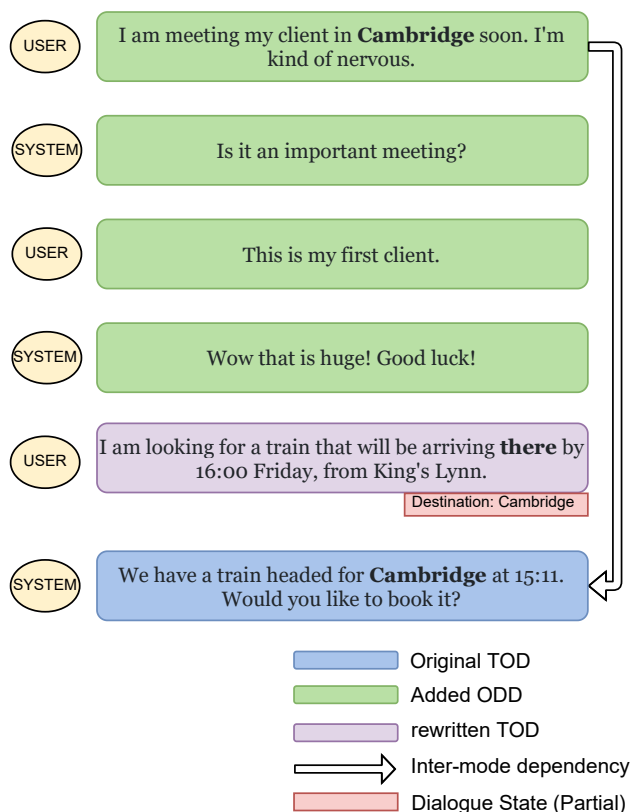 USER
I am meeting my client in Cambridge soon. I'm
kind of nervous.
SYSTEM
Is it an important meeting?
USER
This is my first client.
SYSTEM
Wow that is huge! Good luck!
USER
I am looking for a train that will be arriving there by
16:00 Friday, from King's Lynn.
Destination: Cambridge
SYSTEM
We have a train headed for Cambridge at 15:11.
Would you like to book it?
Original TOD
Added ODD
rewritten TOD
Inter-mode dependency
Dialogue State (Partial)